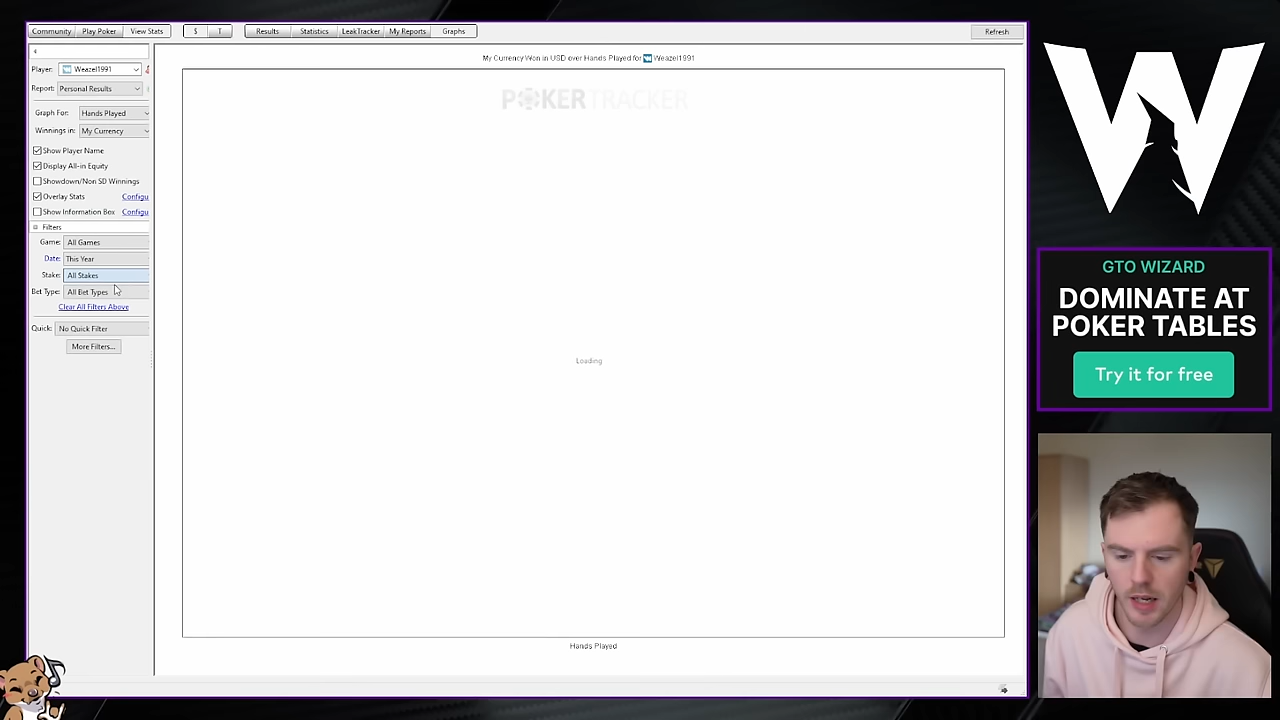 Community Play Poker View Stats $ T Results Statistics LeakTracker My Reports Graphs Refresh
Player: Weazel1991
Report: Personal Results
Graph For: Hands Played
Winnings in: My Currency
Show Player Name
Display All-in Equity
Showdown/Non SD Winnings
Overlay Stats Configu
Show Information Box Configu
Filters
Game: All Games
Date: This Year
Stake: All Stakes
Bet Type: All Bet Types
Clear All Filters Above
Quick: No Quick Filter
More Filters...
My Currency Won in USD over Hands Played for Weazel1991
POKERTRACKER
Loading
Hands Played
W
GTO WIZARD
DOMINATE AT
POKER TABLES
Try it for free